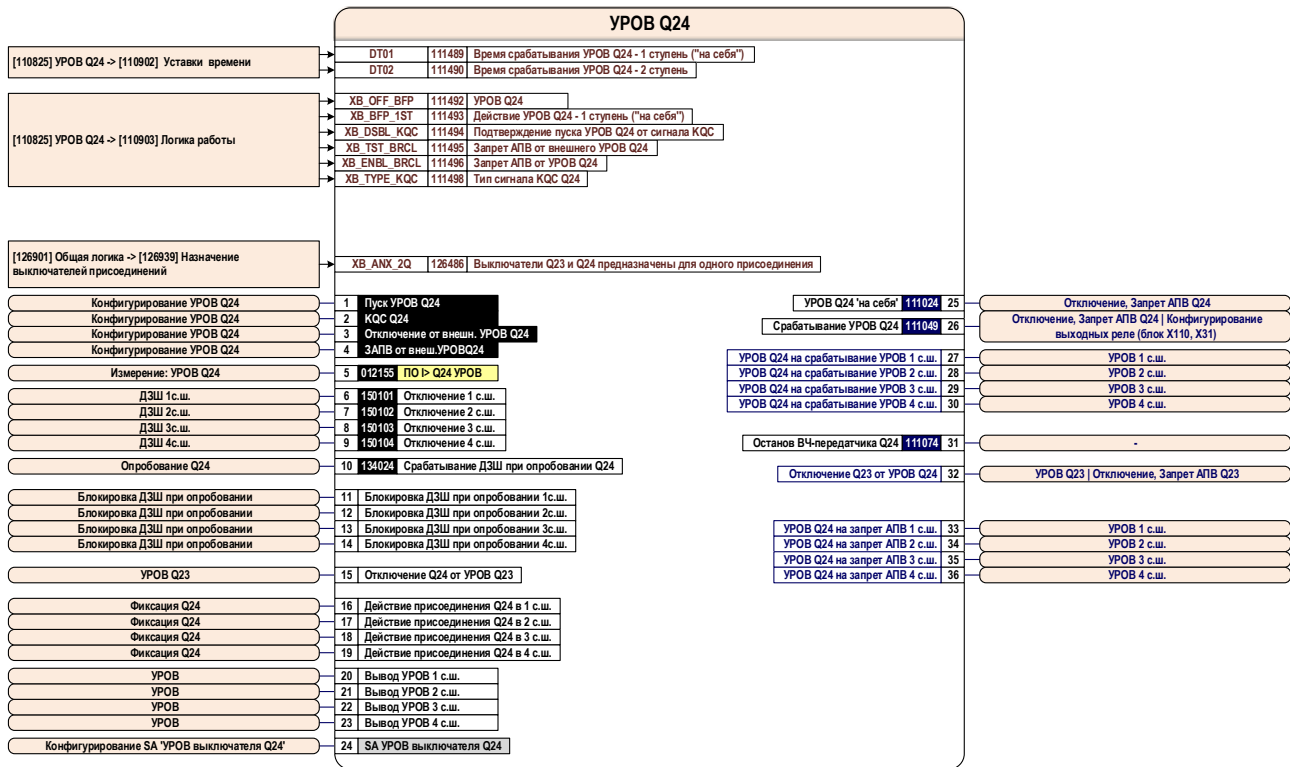 УРОВ Q24
[110825] УРОВ Q24 -> [110902] Уставки времени
DT01 111489 Время срабатывания УРОВ Q24 - 1 ступень ("на себя")
DT02 111490 Время срабатывания УРОВ Q24 - 2 ступень
[110825] УРОВ Q24 -> [110903] Логика работы
XB_OFF_BFP 111492 УРОВ Q24
XB_BFP_1ST 111493 Действие УРОВ Q24 - 1 ступень ("на себя")
XB_DSBL_KQC 111494 Подтверждение пуска УРОВ Q24 от сигнала KQC
XB_TST_BRCL 111495 Запрет АПВ от внешнего УРОВ Q24
XB_ENBL_BRCL 111496 Запрет АПВ от УРОВ Q24
XB_TYPE_KQC 111498 Тип сигнала KQC Q24
[126901] Общая логика -> [126939] Назначение
выключателей присоединений
XB_ANX_2Q 126486 Выключатели Q23 и Q24 предназначены для одного присоединения
Конфигурирование УРОВ Q24 1 Пуск УРОВ Q24
Конфигурирование УРОВ Q24 2 KQC Q24
Конфигурирование УРОВ Q24 3 Отключение от внешн. УРОВ Q24
Конфигурирование УРОВ Q24 4 ЗАПВ от внеш.УРОВQ24
Измерение: УРОВ Q24 5 012155 ПО I> Q24 УРОВ
ДЗШ 1с.ш. 6 150101 Отключение 1 с.ш.
ДЗШ 2с.ш. 7 150102 Отключение 2 с.ш.
ДЗШ 3с.ш. 8 150103 Отключение 3 с.ш.
ДЗШ 4с.ш. 9 150104 Отключение 4 с.ш.
Опробование Q24 10 134024 Срабатывание ДЗШ при опробовании Q24
Блокировка ДЗШ при опробовании 11 Блокировка ДЗШ при опробовании 1с.ш.
Блокировка ДЗШ при опробовании 12 Блокировка ДЗШ при опробовании 2с.ш.
Блокировка ДЗШ при опробовании 13 Блокировка ДЗШ при опробовании 3с.ш.
Блокировка ДЗШ при опробовании 14 Блокировка ДЗШ при опробовании 4с.ш.
УРОВ Q23 15 Отключение Q24 от УРОВ Q23
Фиксация Q24 16 Действие присоединения Q24 в 1 с.ш.
Фиксация Q24 17 Действие присоединения Q24 в 2 с.ш.
Фиксация Q24 18 Действие присоединения Q24 в 3 с.ш.
Фиксация Q24 19 Действие присоединения Q24 в 4 с.ш.
УРОВ 20 Вывод УРОВ 1 с.ш.
УРОВ 21 Вывод УРОВ 2 с.ш.
УРОВ 22 Вывод УРОВ 3 с.ш.
УРОВ 23 Вывод УРОВ 4 с.ш.
Конфигурирование SA 'УРОВ выключателя Q24' 24 SA УРОВ выключателя Q24
УРОВ Q24 'на себя' 111024 25 Отключение, Запрет АПВ Q24
Срабатывание УРОВ Q24 111049 26 Отключение, Запрет АПВ Q24 | Конфигурирование
выходных реле (блок X110, X31)
УРОВ Q24 на срабатывание УРОВ 1 с.ш. 27 УРОВ 1 с.ш.
УРОВ Q24 на срабатывание УРОВ 2 с.ш. 28 УРОВ 2 с.ш.
УРОВ Q24 на срабатывание УРОВ 3 с.ш. 29 УРОВ 3 с.ш.
УРОВ Q24 на срабатывание УРОВ 4 с.ш. 30 УРОВ 4 с.ш.
Останов ВЧ-передатчика Q24 111074 31 -
Отключение Q23 от УРОВ Q24 32 УРОВ Q23 | Отключение, Запрет АПВ Q23
УРОВ Q24 на запрет АПВ 1 с.ш. 33 УРОВ 1 с.ш.
УРОВ Q24 на запрет АПВ 2 с.ш. 34 УРОВ 2 с.ш.
УРОВ Q24 на запрет АПВ 3 с.ш. 35 УРОВ 3 с.ш.
УРОВ Q24 на запрет АПВ 4 с.ш. 36 УРОВ 4 с.ш.